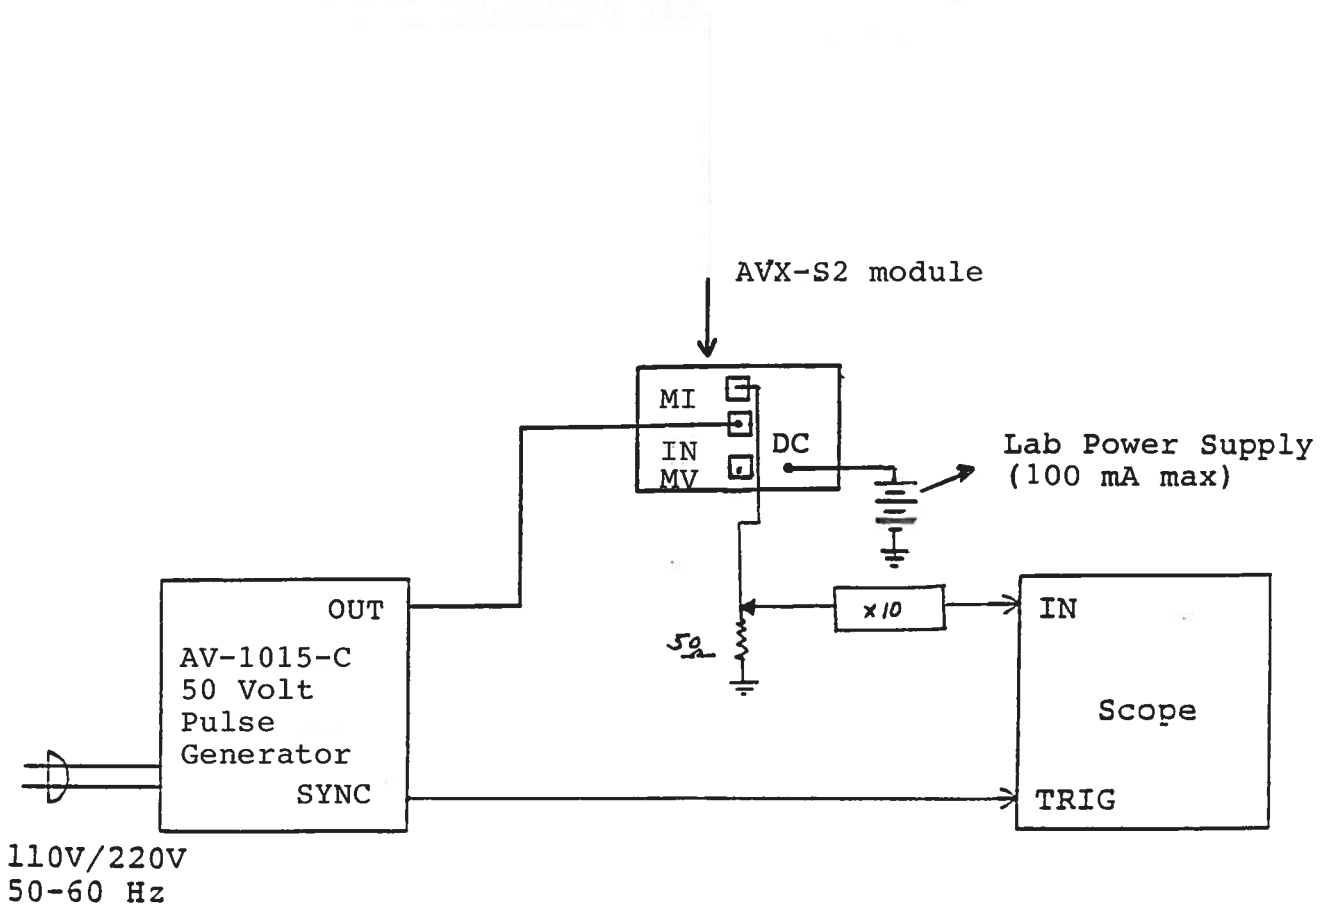 AVX-S2 module
MI
IN
MV
DC
Lab Power Supply
(100 mA max)
OUT
AV-1015-C
50 Volt
Pulse
Generator
SYNC
50Ω
x10
IN
Scope
TRIG
110V/220V
50-60 Hz